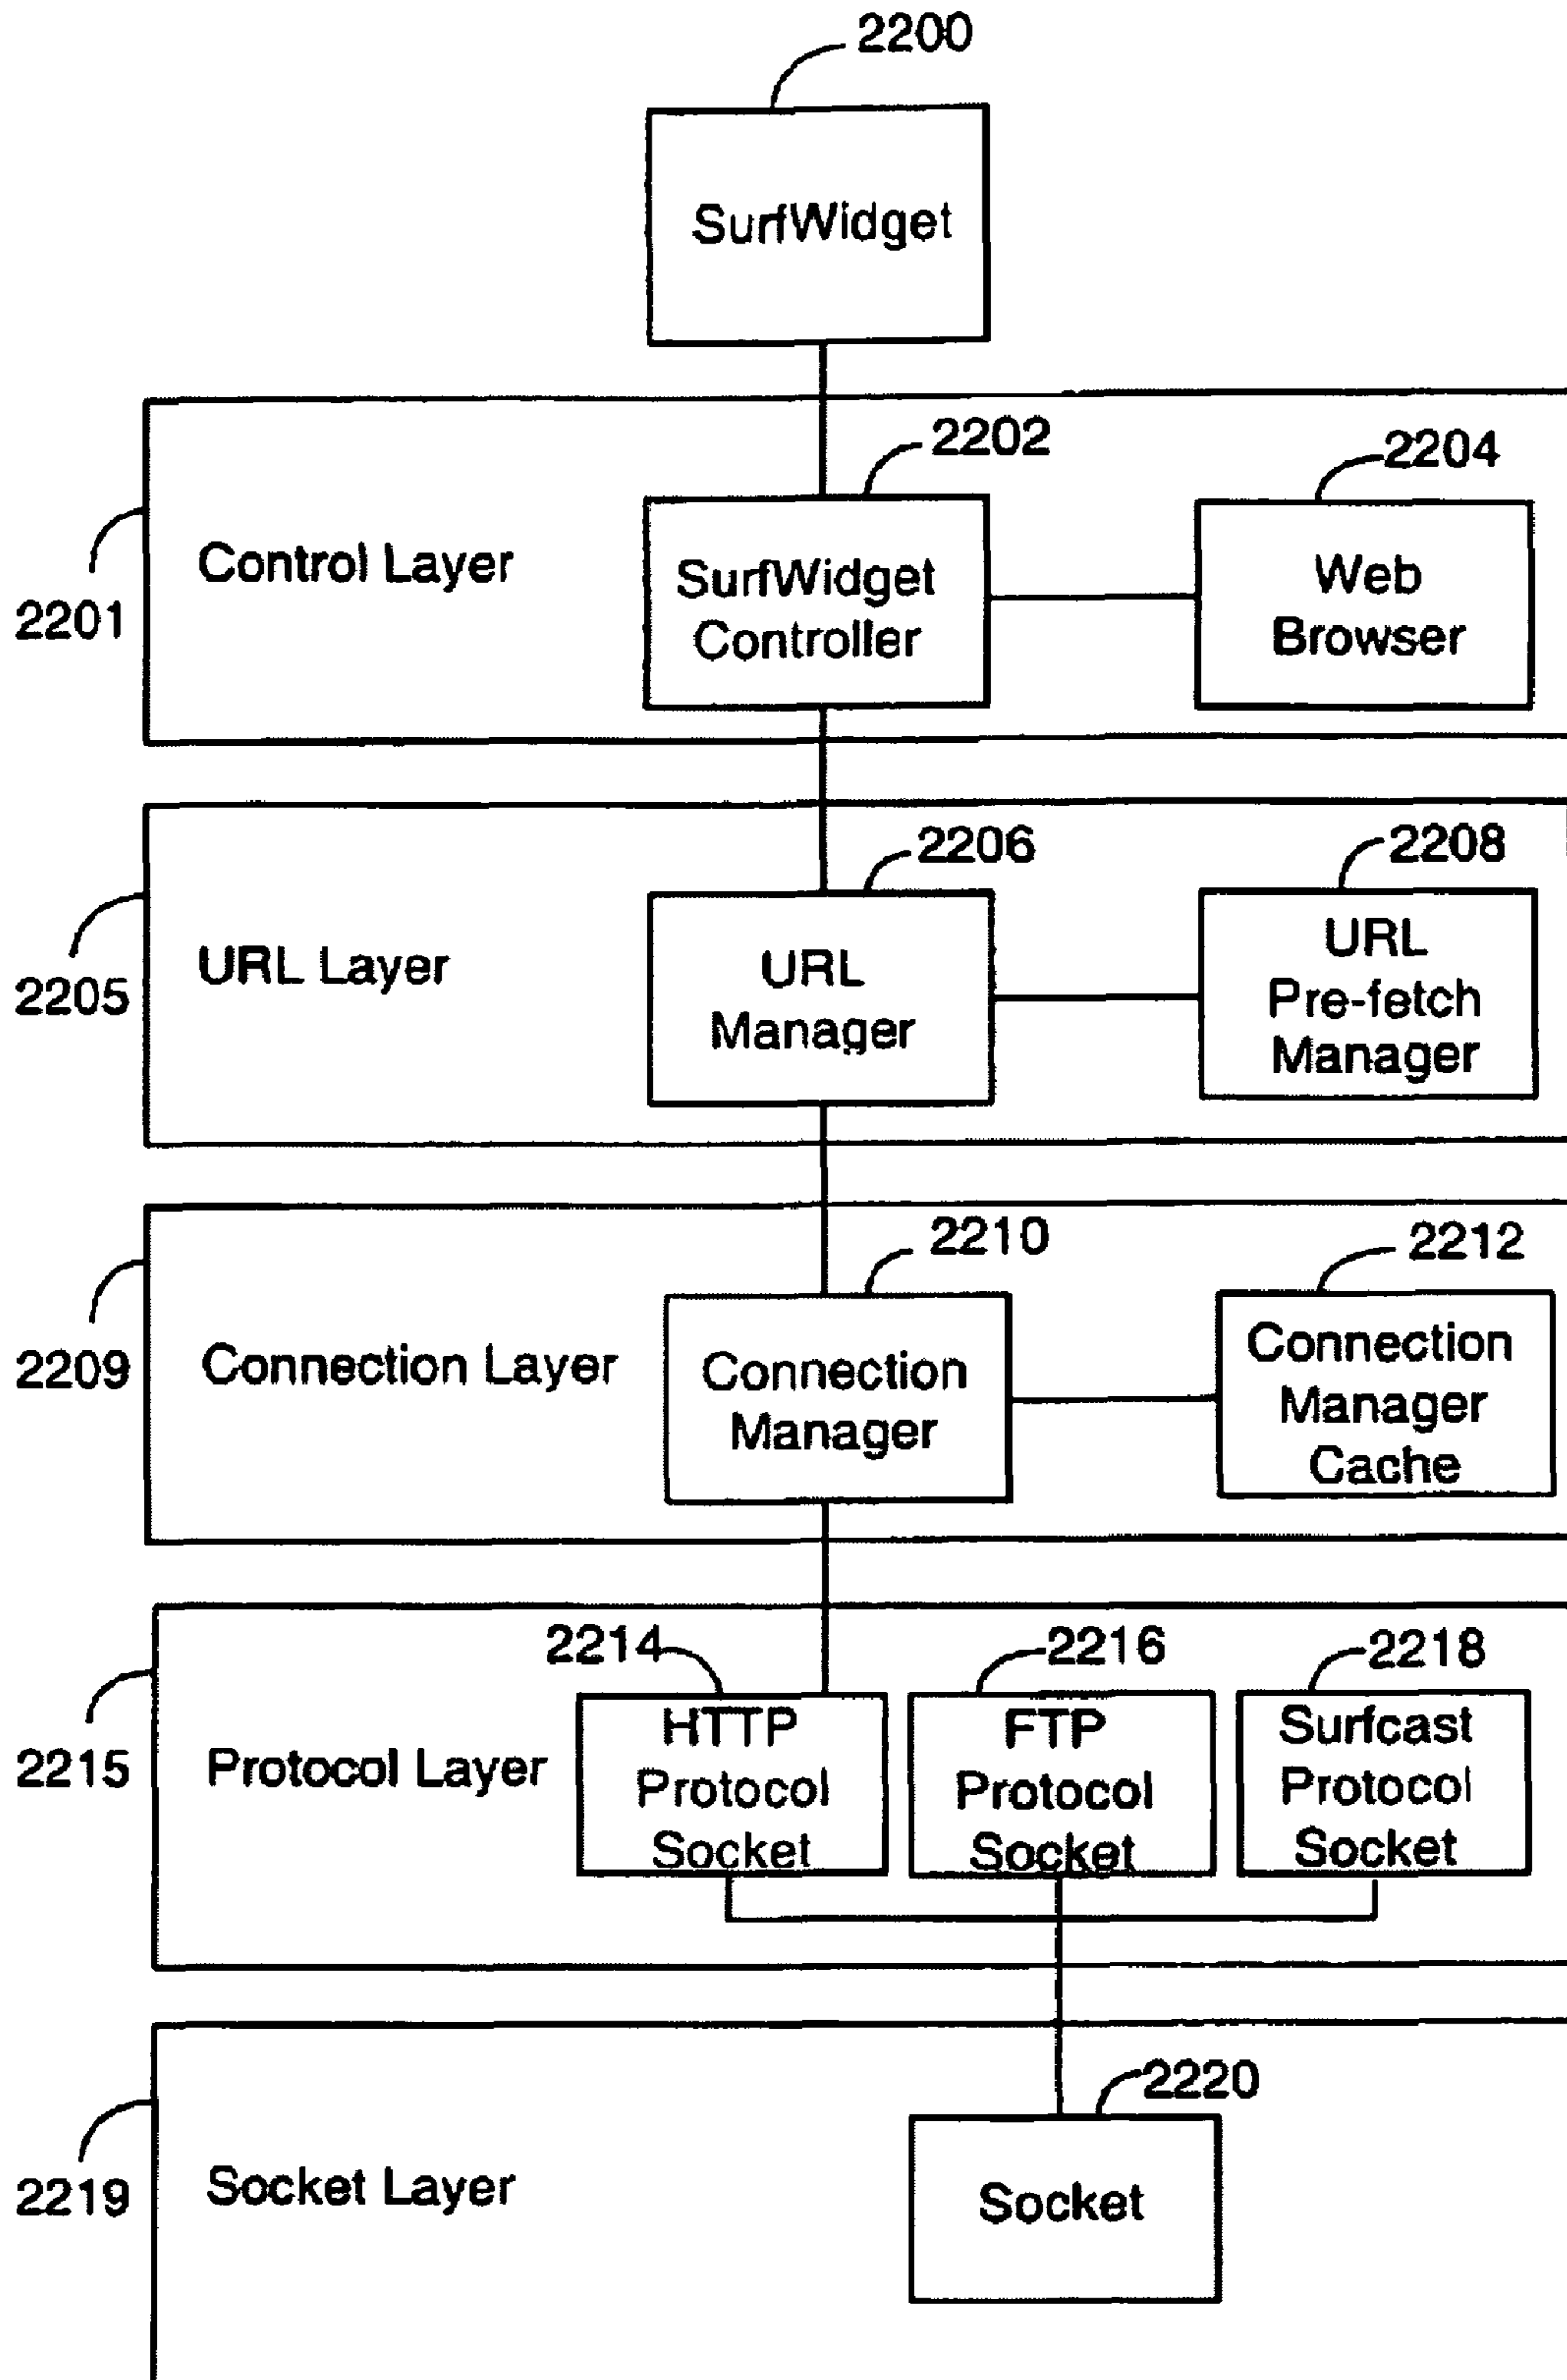 2200
SurfWidget
2202
2204
Control Layer
SurfWidget
Controller
Web
Browser
2201
2206
2208
URL Layer
URL
Manager
URL
Pre-fetch
Manager
2205
2210
2212
Connection Layer
Connection
Manager
Connection
Manager
Cache
2209
2214
2216
2218
Protocol Layer
HTTP
Protocol
Socket
FTP
Protocol
Socket
Surfcast
Protocol
Socket
2215
2220
Socket Layer
Socket
2219